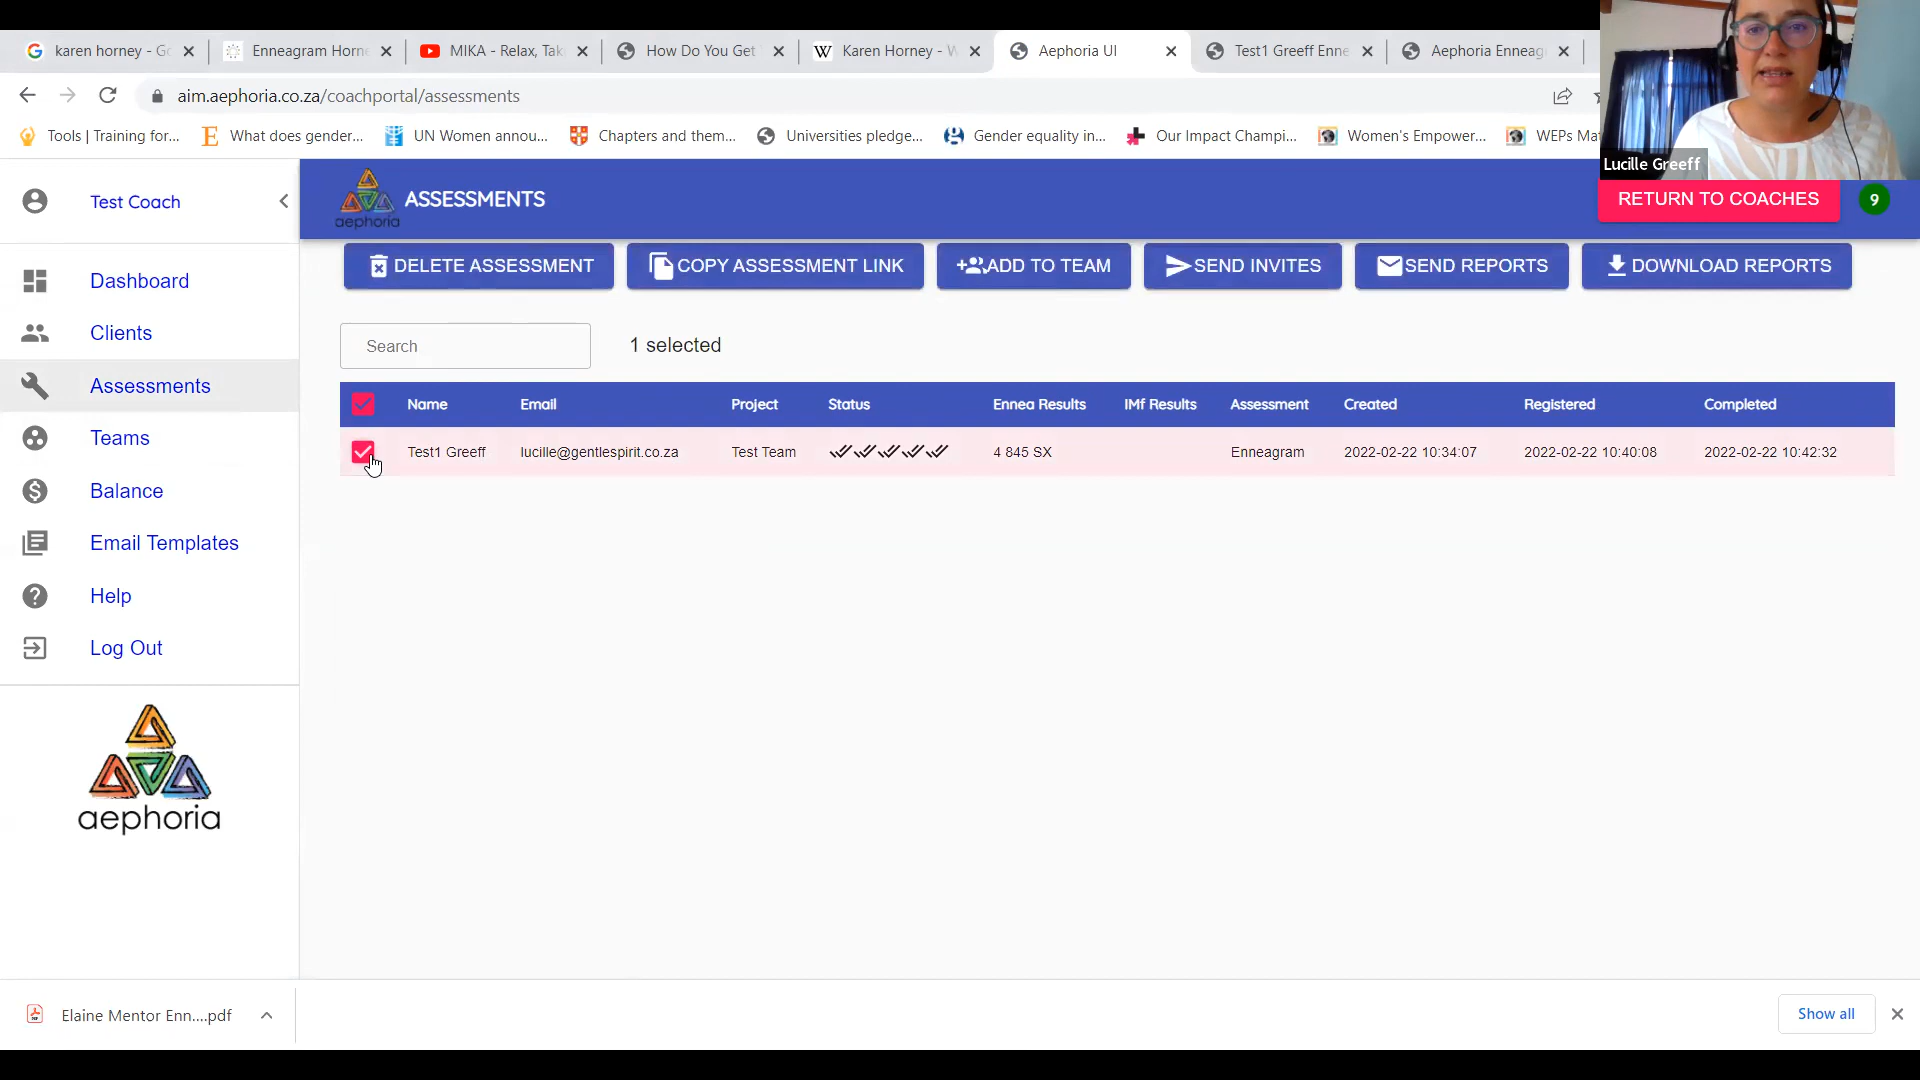 karen horney - Go
Enneagram Horn
MIKA - Relax, Tak
How Do You Get
Karen Horney - W
Aephoria UI
Test1 Greeff Enne
Aephoria Enneag
aim.aephoria.co.za/coachportal/assessments
Tools | Training for...
What does gender...
UN Women annou...
Chapters and them...
Universities pledge...
Gender equality in...
Our Impact Champi...
Women's Empower...
WEPs Mat
Lucille Greeff
Test Coach
aephoria
ASSESSMENTS
RETURN TO COACHES
9
DELETE ASSESSMENT
COPY ASSESSMENT LINK
ADD TO TEAM
SEND INVITES
SEND REPORTS
DOWNLOAD REPORTS
Dashboard
Clients
Assessments
Teams
Balance
Email Templates
Help
Log Out
aephoria
Search
1 selected
Name Email Project Status Ennea Results IMf Results Assessment Created Registered Completed
Test1 Greeff lucille@gentlespirit.co.za Test Team 4 845 SX Enneagram 2022-02-22 10:34:07 2022-02-22 10:40:08 2022-02-22 10:42:32
Elaine Mentor Enn....pdf
Show all